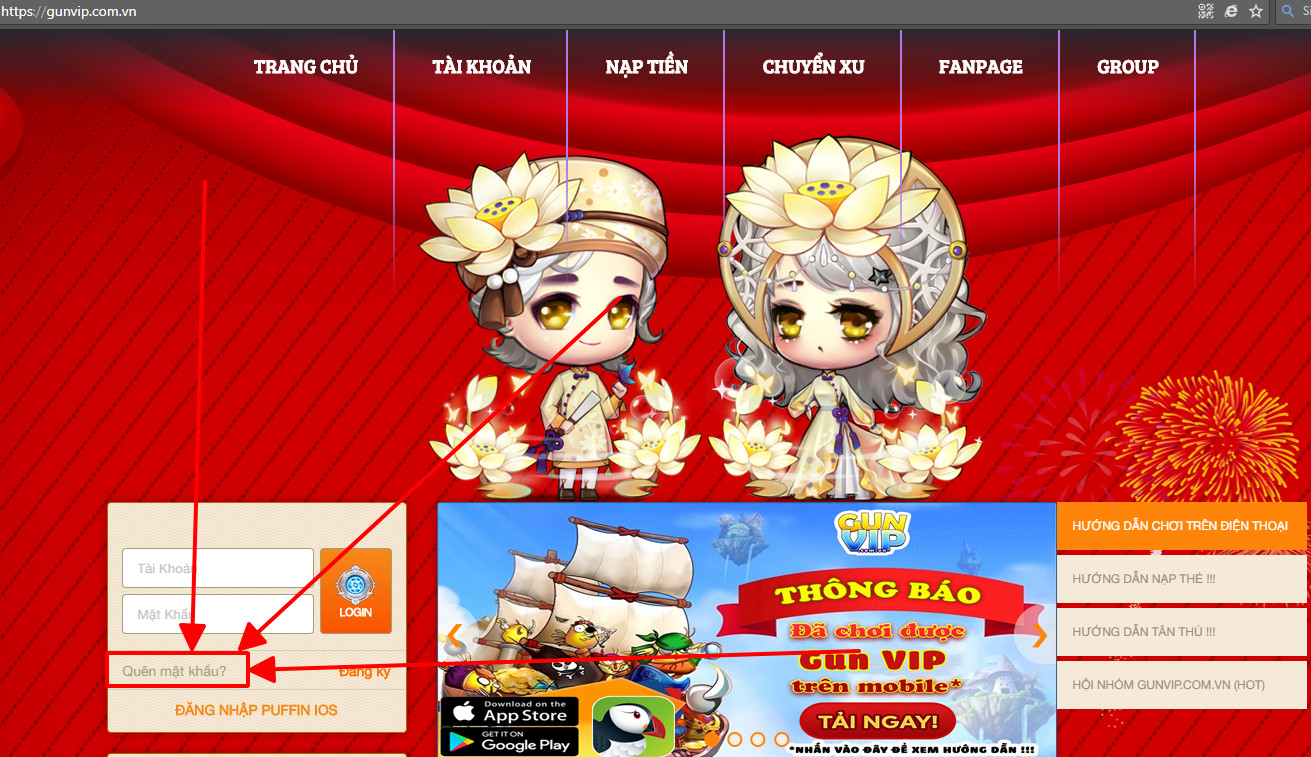 https://gunvip.com.vn
TRANG CHỦ
TÀI KHOẢN
NẠP TIỀN
CHUYỂN XU
FANPAGE
GROUP
Tài Khoản
Mật Khẩu
LOGIN
Quên mật khẩu?
Đăng ký
ĐĂNG NHẬP PUFFIN IOS
GUN
VIP
.COM.VN
THÔNG BÁO
Đã chơi được
Gun VIP
trên mobile*
TẢI NGAY!
*NHẤN VÀO ĐÂY ĐỂ XEM HƯỚNG DẪN !!!
Download on the
App Store
GET IT ON
Google Play
HƯỚNG DẪN CHƠI TRÊN ĐIỆN THOẠI
HƯỚNG DẪN NẠP THẺ !!!
HƯỚNG DẪN TÂN THỦ !!!
HỘI NHÓM GUNVIP.COM.VN (HOT)